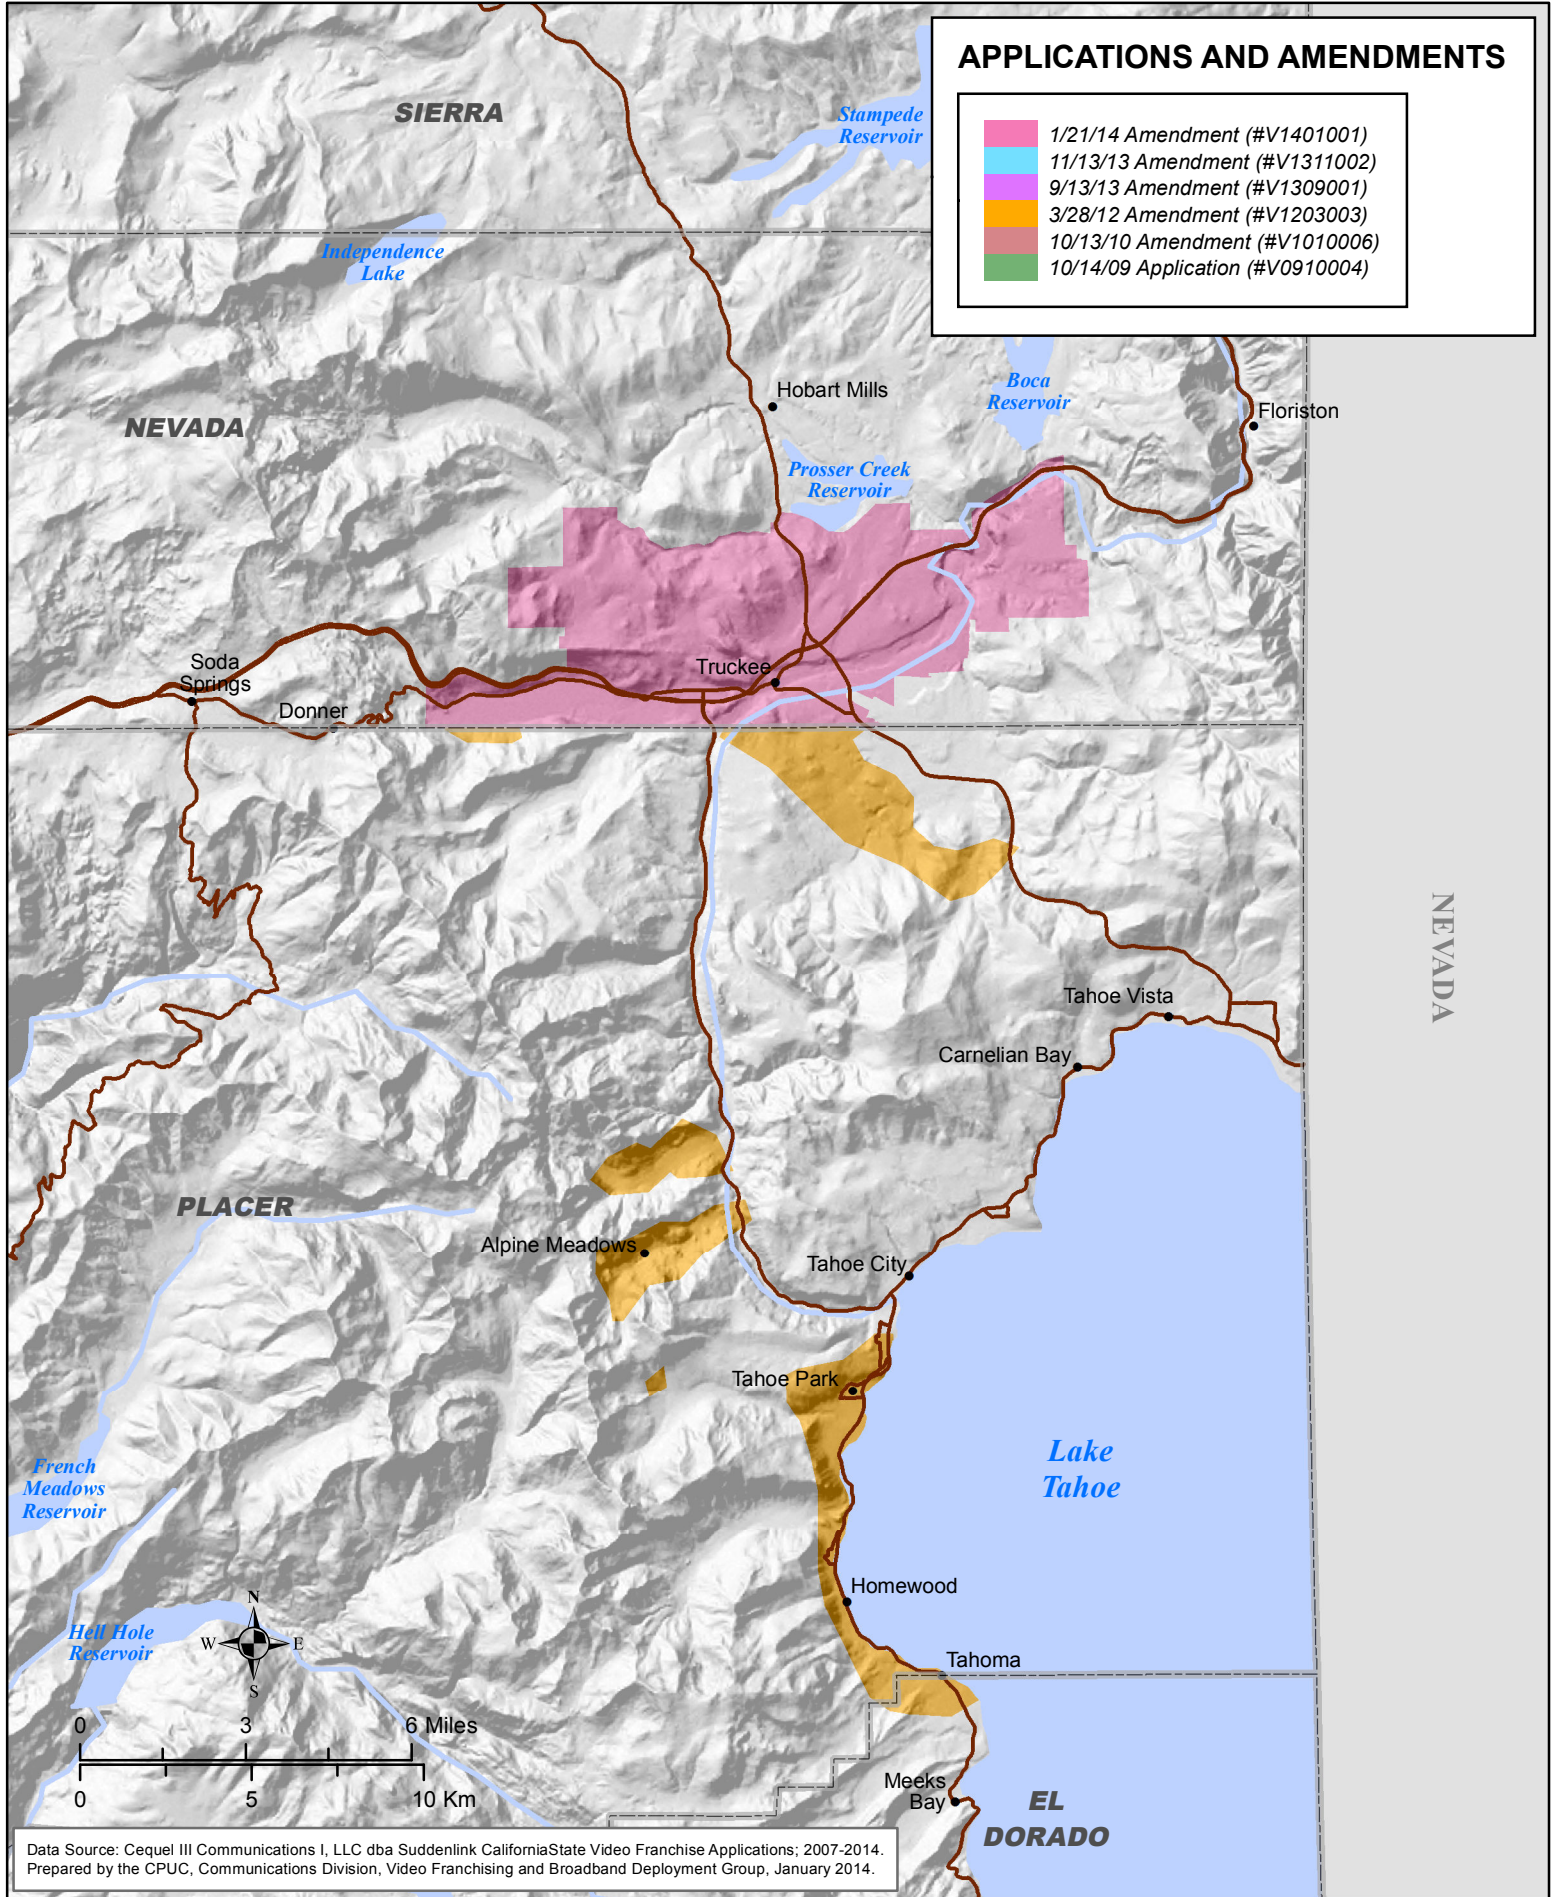 APPLICATIONS AND AMENDMENTS
1/21/14 Amendment (#V1401001)
11/13/13 Amendment (#V1311002)
9/13/13 Amendment (#V1309001)
3/28/12 Amendment (#V1203003)
10/13/10 Amendment (#V1010006)
10/14/09 Application (#V0910004)
SIERRA
Stampede
Reservoir
Independence
Lake
Hobart Mills
Boca
Reservoir
Floriston
NEVADA
Prosser Creek
Reservoir
Soda
Springs
Truckee
Donner
NEVADA
Tahoe Vista
Carnelian Bay
PLACER
Alpine Meadows
Tahoe City
Tahoe Park
Lake
Tahoe
French
Meadows
Reservoir
Homewood
N
W E
S
Hell Hole
Reservoir
Tahoma
0 3 6 Miles
0 5 10 Km
Meeks
Bay
EL
DORADO
Data Source: Cequel III Communications I, LLC dba Suddenlink CaliforniaState Video Franchise Applications; 2007-2014.
Prepared by the CPUC, Communications Division, Video Franchising and Broadband Deployment Group, January 2014.